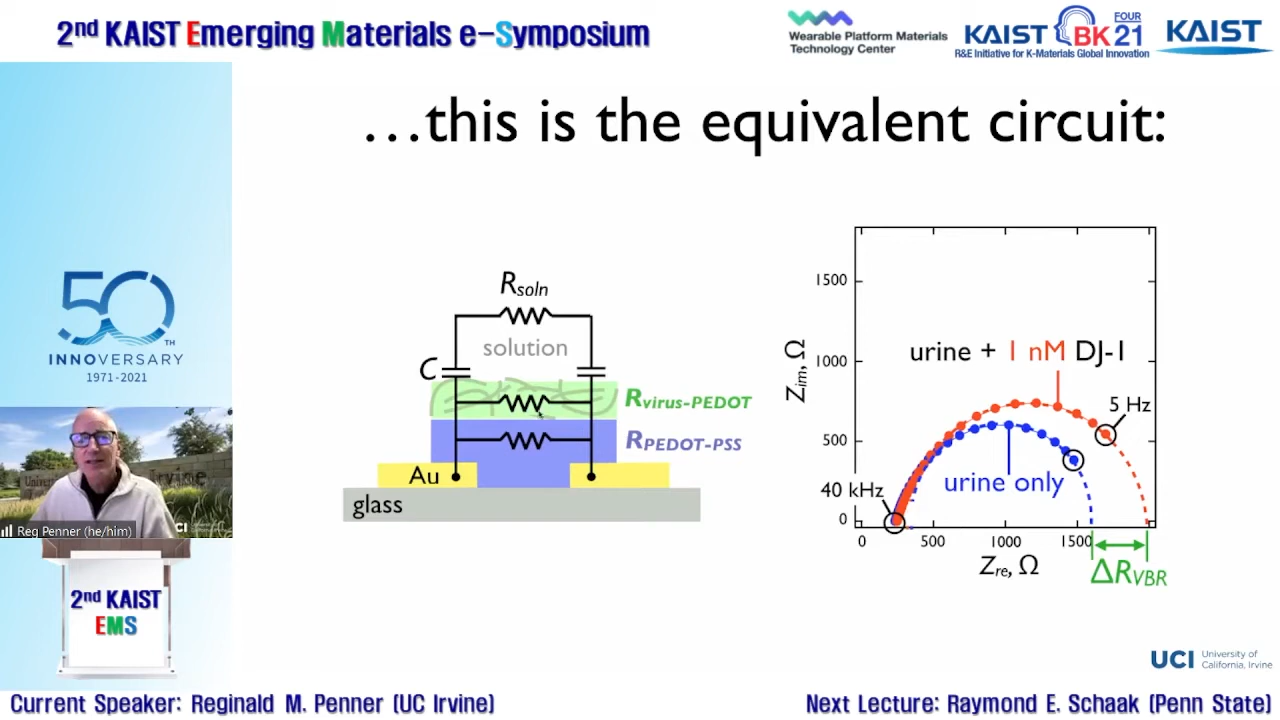 2nd KAIST Emerging Materials e-Symposium
Wearable Platform Materials
Technology Center
KAIST BK21 FOUR
R&E Initiative for K-Materials Global Innovation
KAIST
…this is the equivalent circuit:
50 TH
INNOVERSARY
1971-2021
Rsoln
solution
C
Rvirus-PEDOT
RPEDOT-PSS
Au
glass
Zim, Ω
1500
1000
500
0
urine + 1 nM DJ-1
5 Hz
urine only
40 kHz
0 500 1000 1500
Zre, Ω
ΔRVBR
Reg Penner (he/him)
2nd KAIST
EMS
UCI University of
California, Irvine
Current Speaker: Reginald M. Penner (UC Irvine)
Next Lecture: Raymond E. Schaak (Penn State)